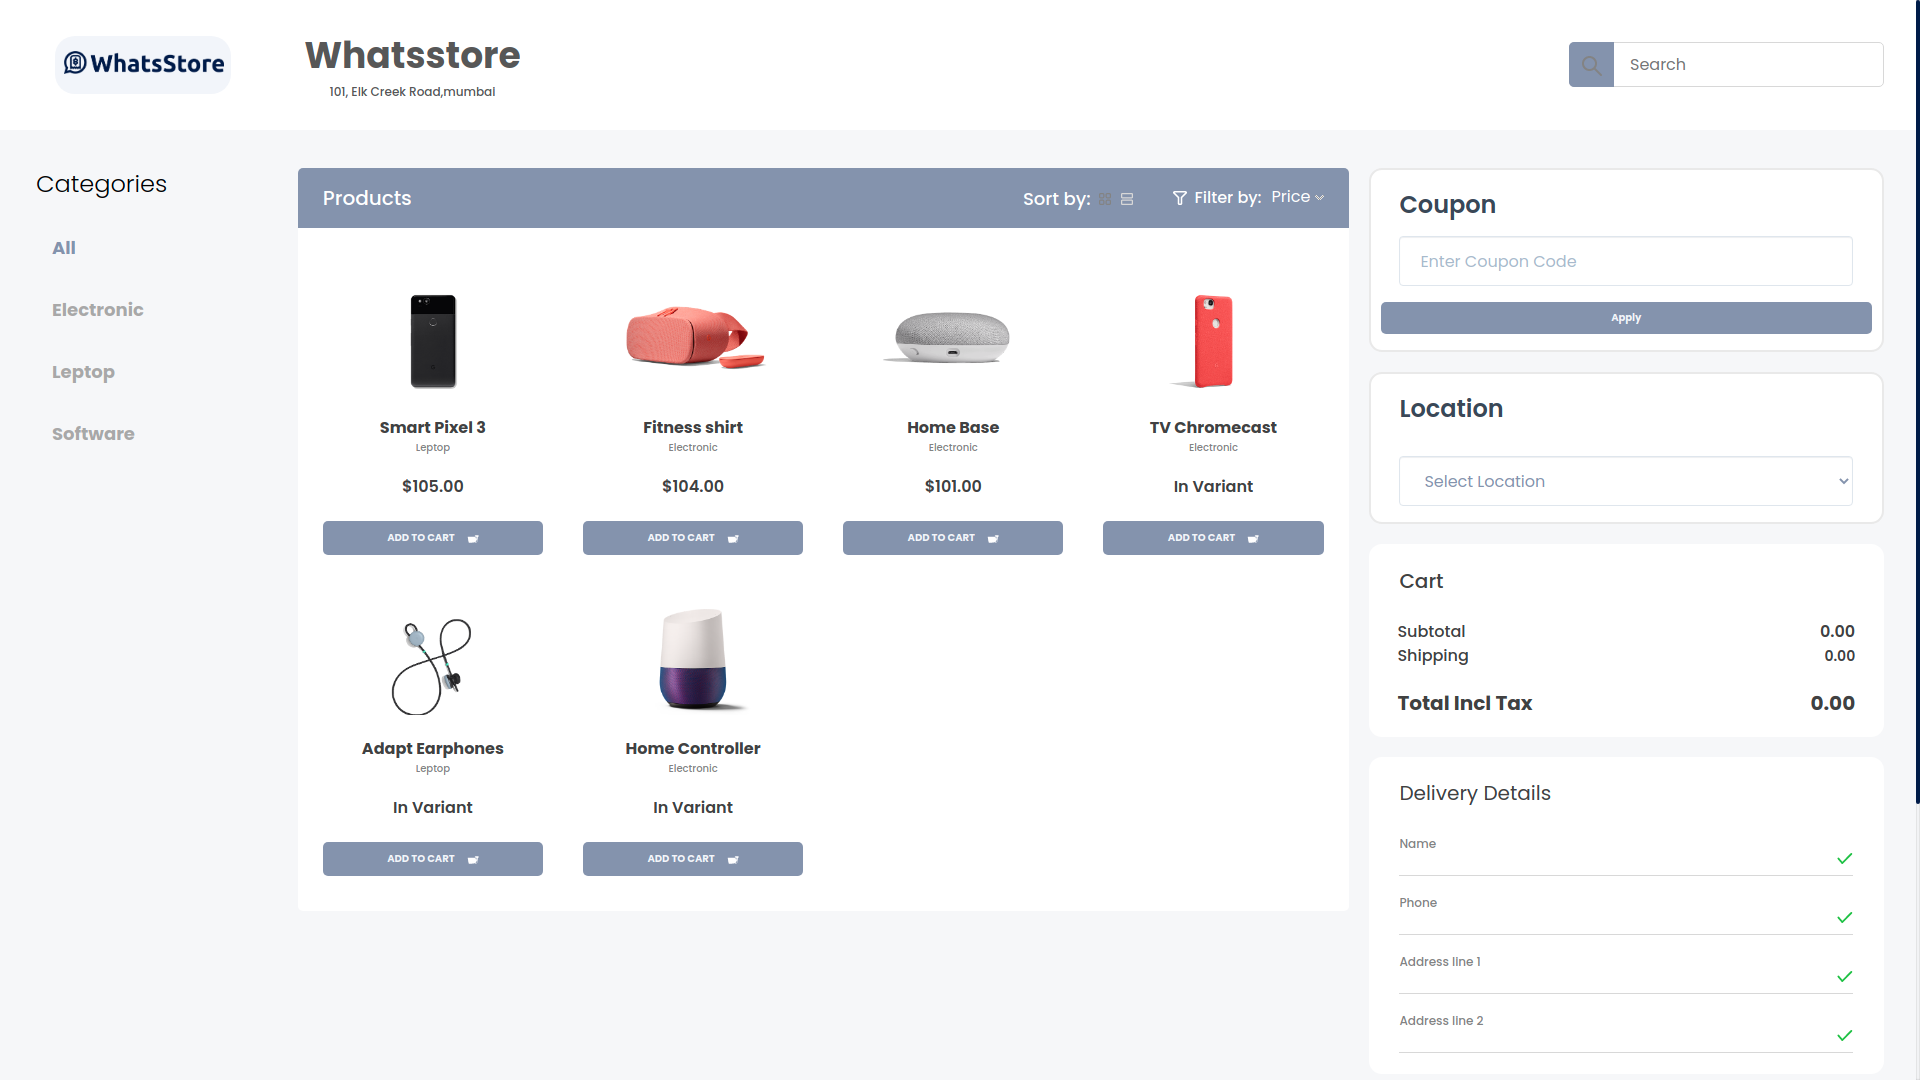 WhatsStore
Whatsstore
101, Elk Creek Road,mumbai
Search
Categories
All
Electronic
Leptop
Software
Products
Sort by:
Filter by: Price
Smart Pixel 3
Leptop
$105.00
ADD TO CART
Fitness shirt
Electronic
$104.00
ADD TO CART
Home Base
Electronic
$101.00
ADD TO CART
TV Chromecast
Electronic
In Variant
ADD TO CART
Adapt Earphones
Leptop
In Variant
ADD TO CART
Home Controller
Electronic
In Variant
ADD TO CART
Coupon
Enter Coupon Code
Apply
Location
Select Location
Cart
Subtotal 0.00
Shipping 0.00
Total Incl Tax 0.00
Delivery Details
Name
Phone
Address line 1
Address line 2